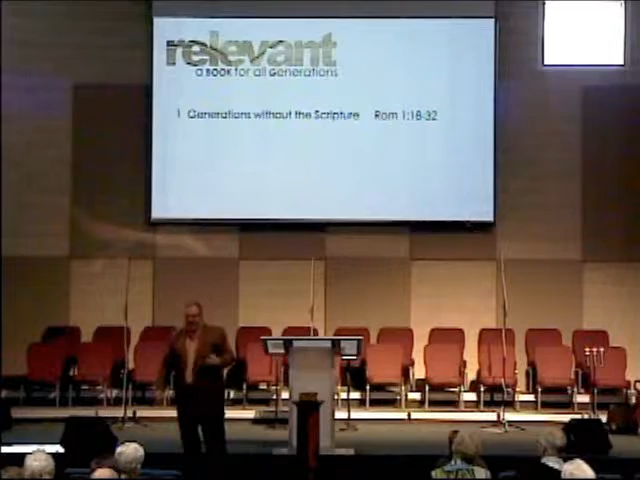 relevant
a BOOK for all Generations
1 Generations without the Scripture Rom 1:18-32